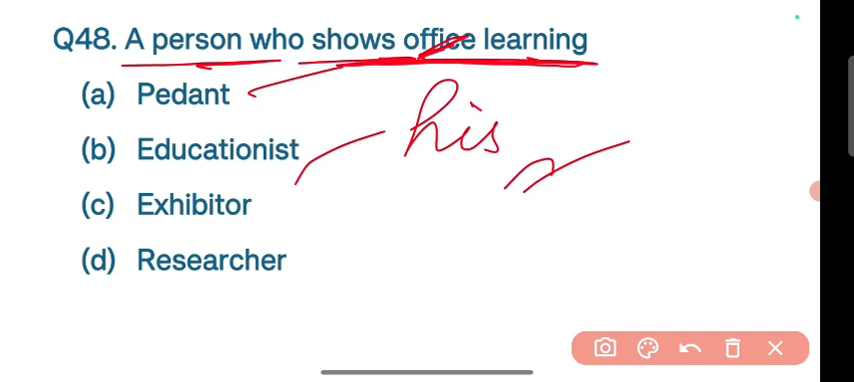 Q48. A person who shows office learning
(a) Pedant
his
(b) Educationist
(c) Exhibitor
(d) Researcher